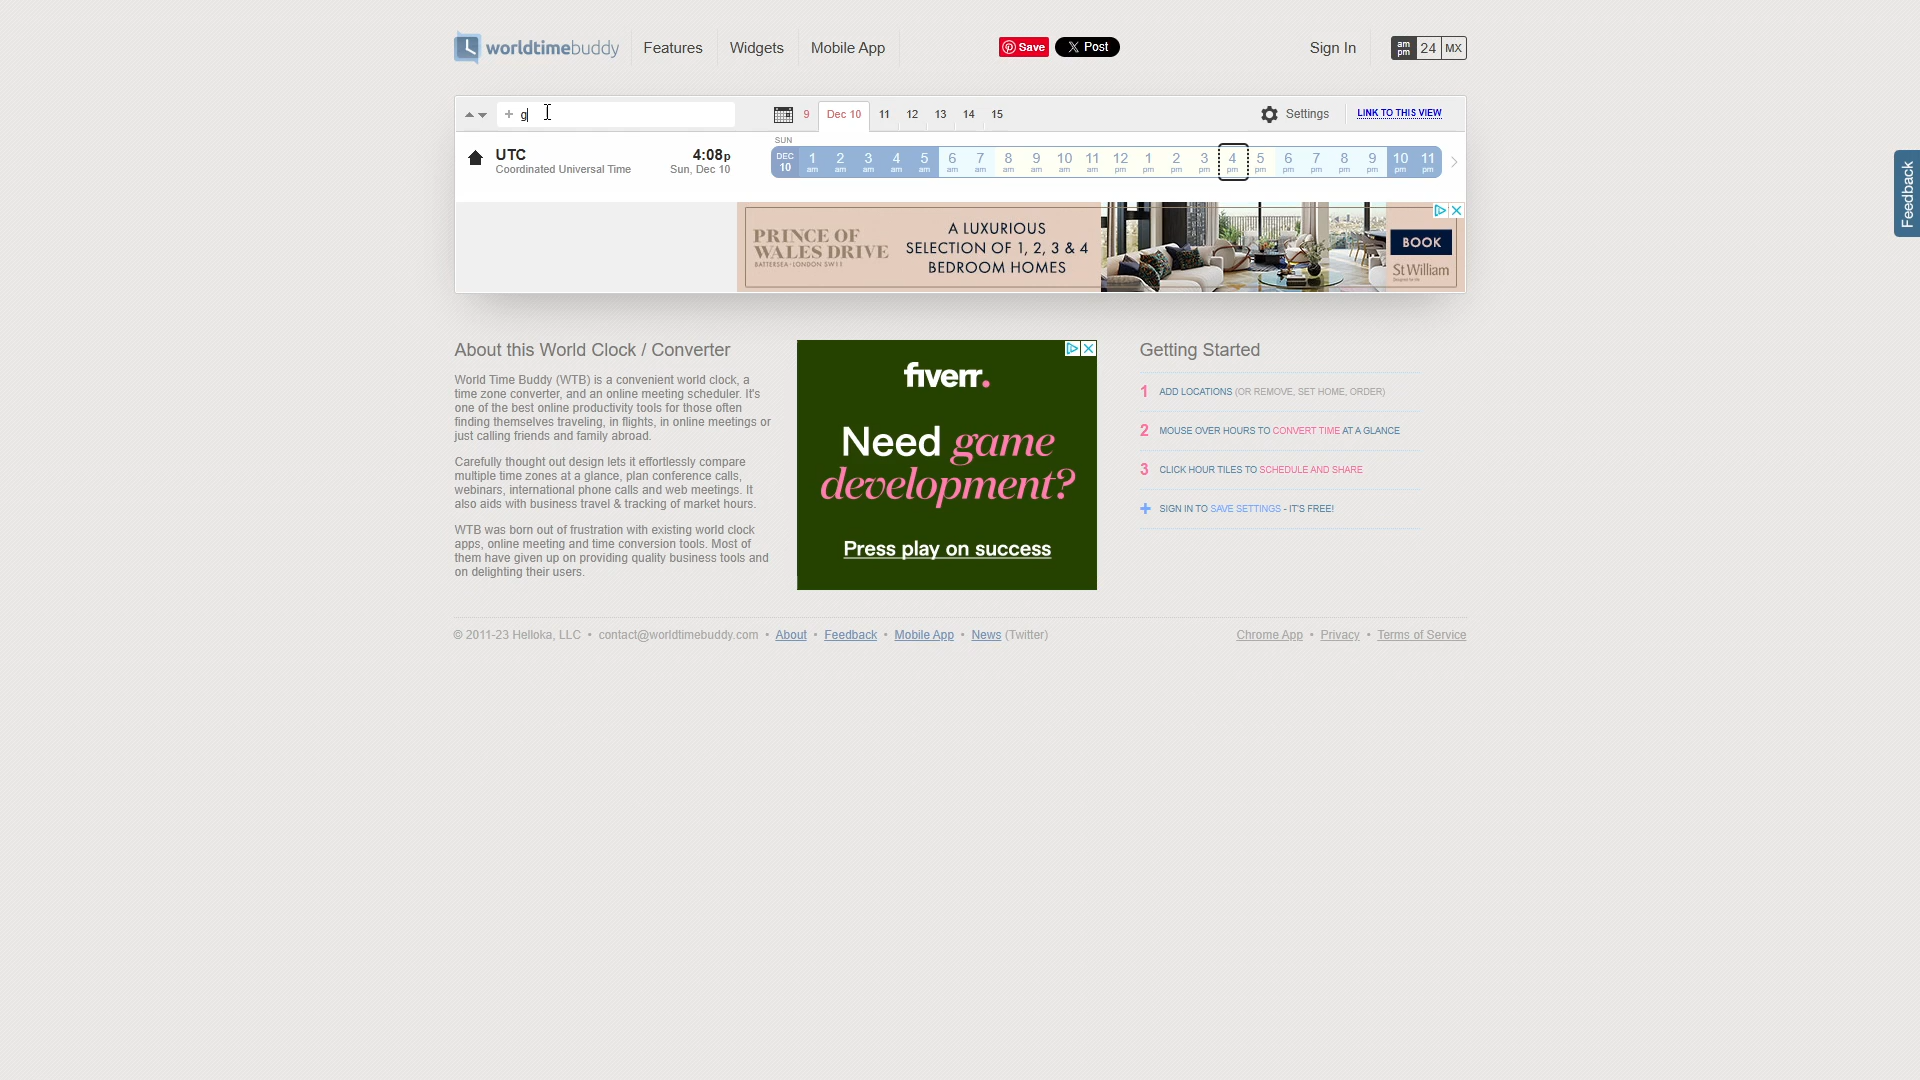 worldtimebuddy Features Widgets Mobile App Save X Post Sign In am pm 24 MX
+ g 9 Dec 10 11 12 13 14 15 Settings LINK TO THIS VIEW
SUN
UTC 4:08p
Coordinated Universal Time Sun, Dec 10
DEC 10 1 am 2 am 3 am 4 am 5 am 6 am 7 am 8 am 9 am 10 am 11 am 12 pm 1 pm 2 pm 3 pm 4 pm 5 pm 6 pm 7 pm 8 pm 9 pm 10 pm 11 pm
Feedback
PRINCE OF
WALES DRIVE
BATTERSEA · LONDON SW11
A LUXURIOUS
SELECTION OF 1, 2, 3 & 4
BEDROOM HOMES
BOOK
St William
About this World Clock / Converter
World Time Buddy (WTB) is a convenient world clock, a
time zone converter, and an online meeting scheduler. It's
one of the best online productivity tools for those often
finding themselves traveling, in flights, in online meetings or
just calling friends and family abroad.
Carefully thought out design lets it effortlessly compare
multiple time zones at a glance, plan conference calls,
webinars, international phone calls and web meetings. It
also aids with business travel & tracking of market hours.
WTB was born out of frustration with existing world clock
apps, online meeting and time conversion tools. Most of
them have given up on providing quality business tools and
on delighting their users.
fiverr.
Need game
development?
Press play on success
Getting Started
1 ADD LOCATIONS (OR REMOVE, SET HOME, ORDER)
2 MOUSE OVER HOURS TO CONVERT TIME AT A GLANCE
3 CLICK HOUR TILES TO SCHEDULE AND SHARE
+ SIGN IN TO SAVE SETTINGS - IT'S FREE!
© 2011-23 Helloka, LLC • contact@worldtimebuddy.com • About • Feedback • Mobile App • News (Twitter) Chrome App • Privacy • Terms of Service